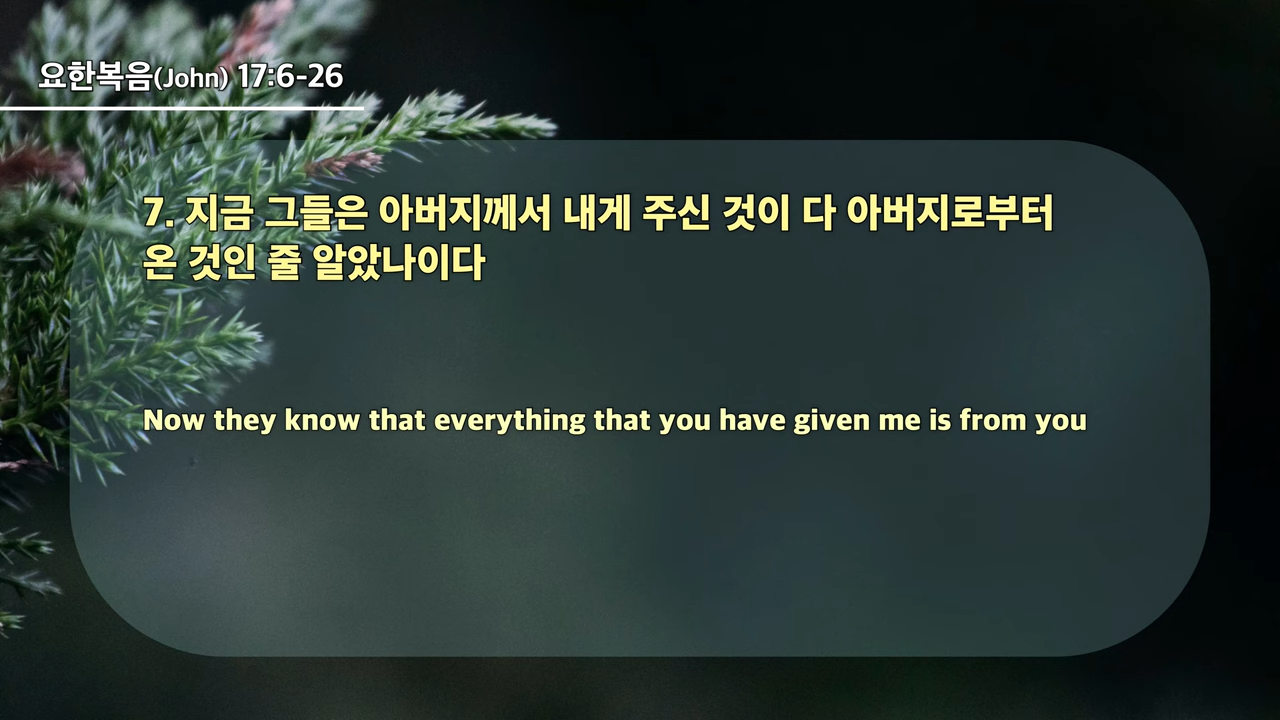 요한복음(John) 17:6-26
7. 지금 그들은 아버지께서 내게 주신 것이 다 아버지로부터
온 것인 줄 알았나이다
Now they know that everything that you have given me is from you